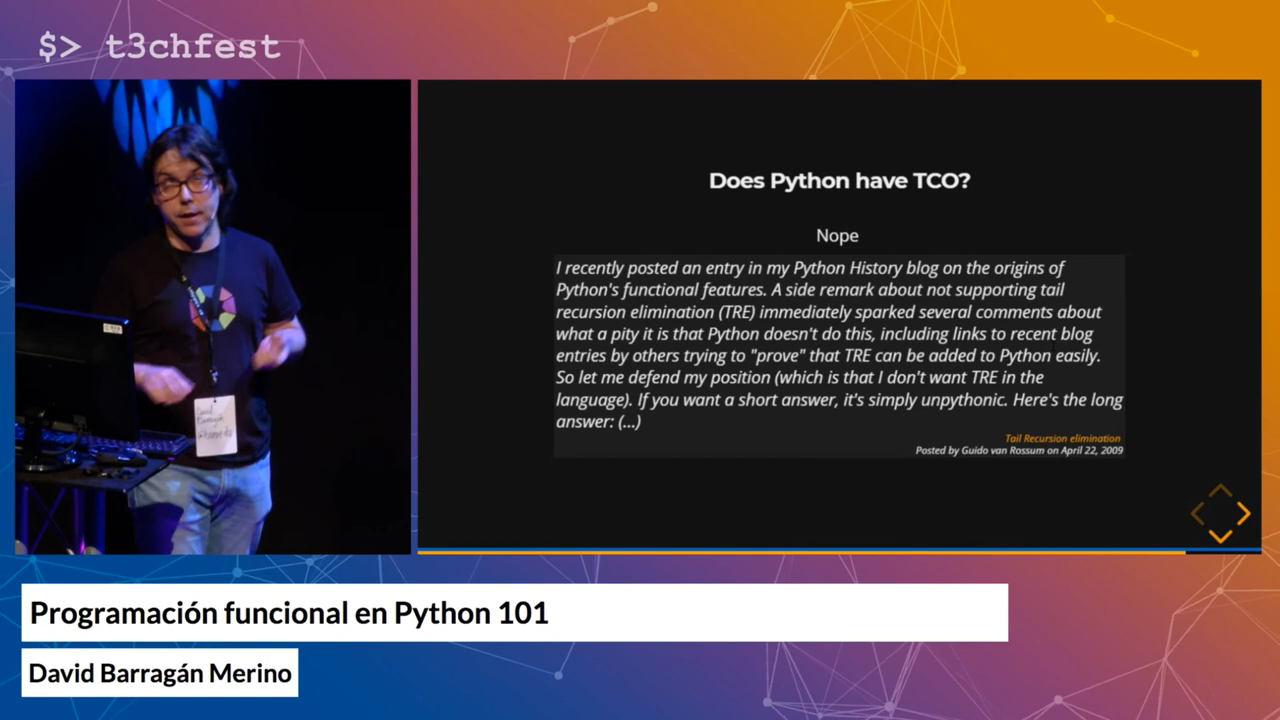 $> t3chfest
Does Python have TCO?
Nope
I recently posted an entry in my Python History blog on the origins of
Python's functional features. A side remark about not supporting tail
recursion elimination (TRE) immediately sparked several comments about
what a pity it is that Python doesn't do this, including links to recent blog
entries by others trying to "prove" that TRE can be added to Python easily.
So let me defend my position (which is that I don't want TRE in the
language). If you want a short answer, it's simply unpythonic. Here's the long
answer: (...)
Tail Recursion elimination
Posted by Guido van Rossum on April 22, 2009
David
Barragán
Programación funcional en Python 101
David Barragán Merino